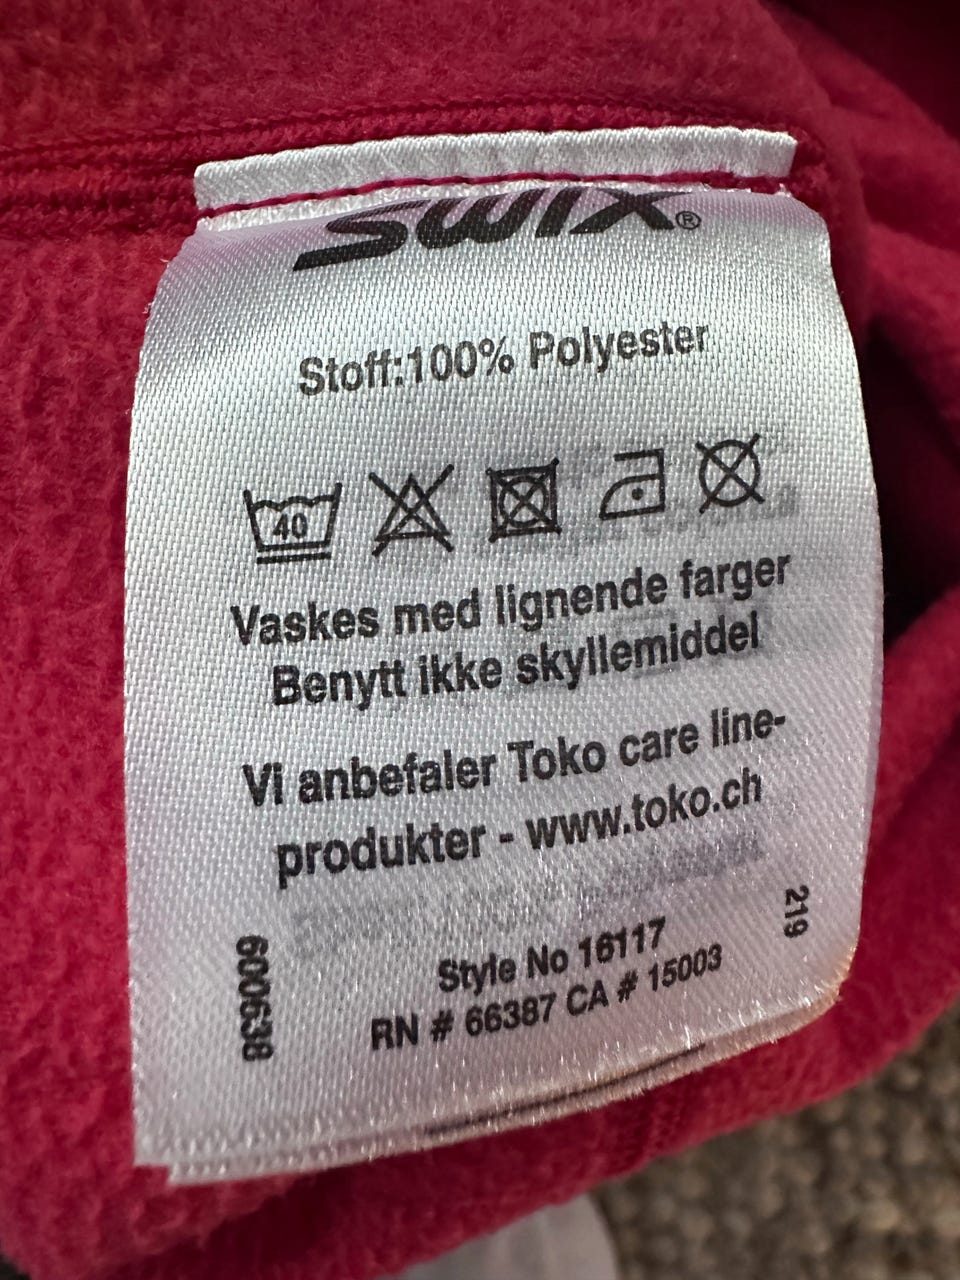 SWIX®
Stoff:100% Polyester
40
Vaskes med lignende farger
Benytt ikke skyllemiddel
Vi anbefaler Toko care line-
produkter - www.toko.ch
219
600638
Style No 16117
RN # 66387 CA # 15003